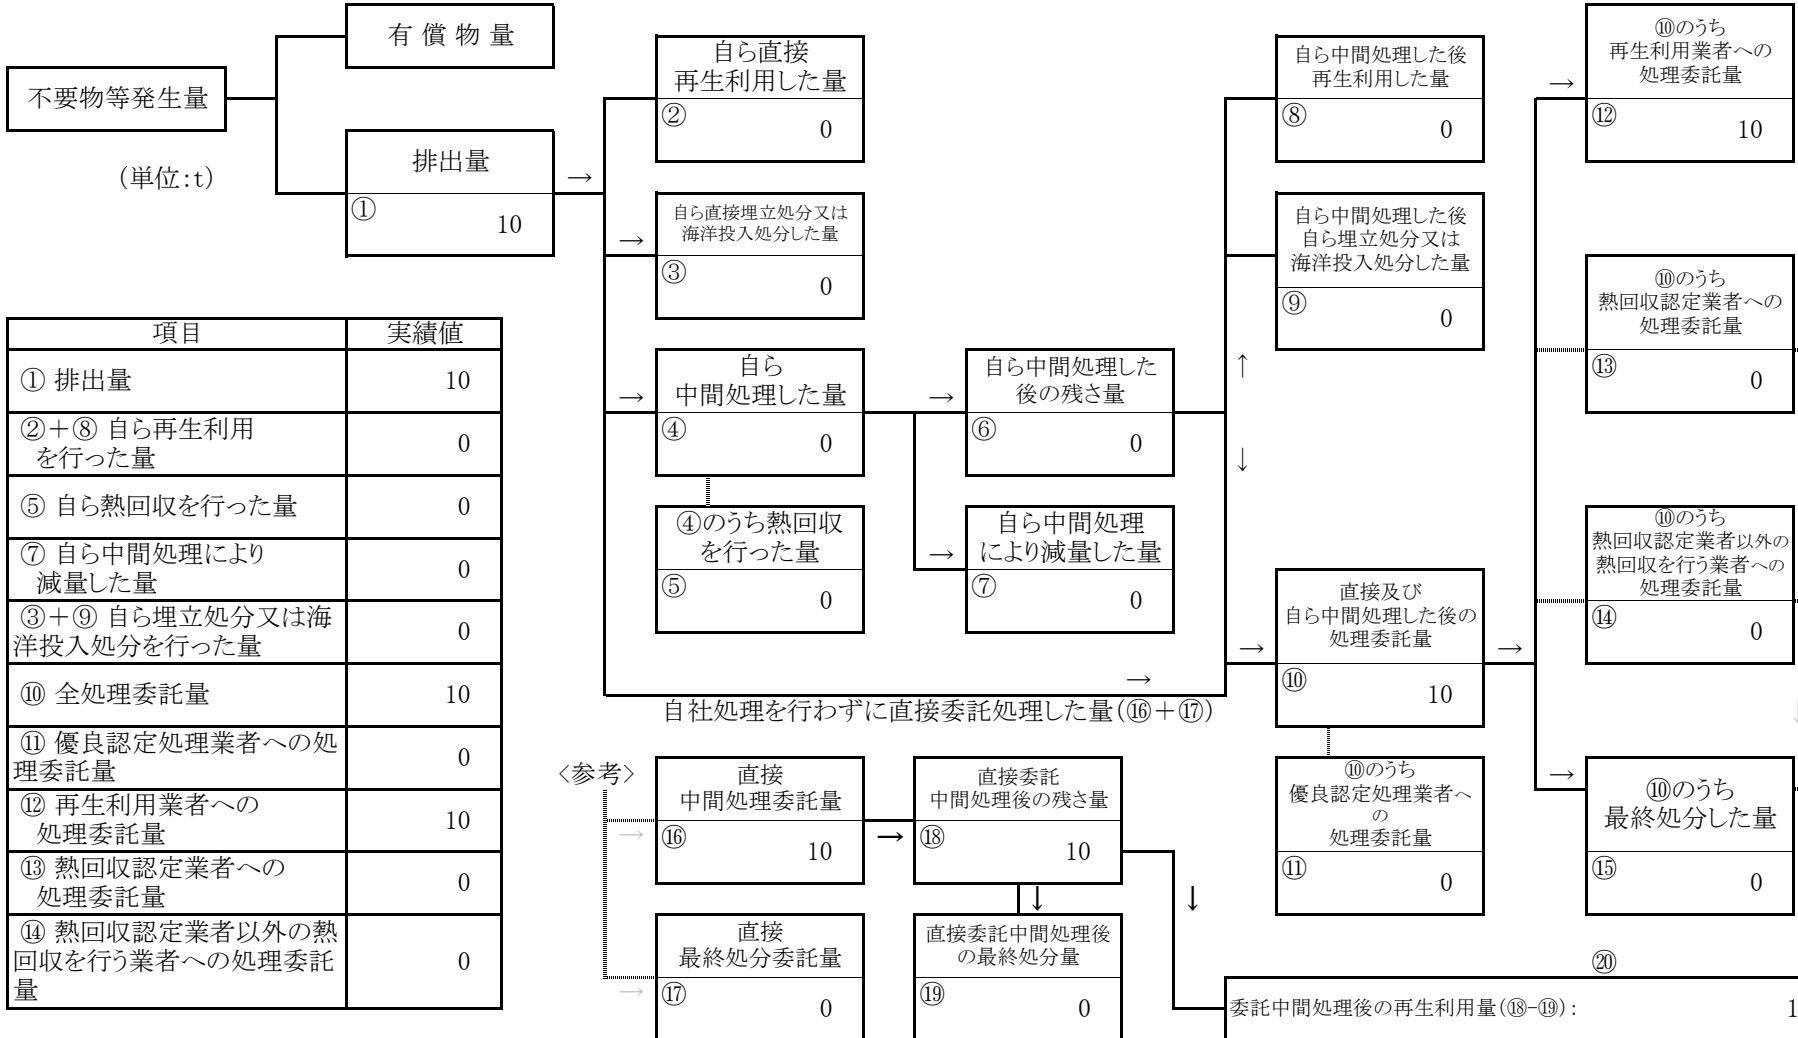 有 償 物 量
不要物等発生量
(単位:t)
排出量
①
10
→
自ら直接
再生利用した量
②
0
→
自ら直接埋立処分又は
海洋投入処分した量
③
0
→
自ら
中間処理した量
④
0
④のうち熱回収
を行った量
⑤
0
→
自ら中間処理した
後の残さ量
⑥
0
→
自ら中間処理
により減量した量
⑦
0
自ら中間処理した後
再生利用した量
⑧
0
自ら中間処理した後
自ら埋立処分又は
海洋投入処分した量
⑨
0
↑
↓
→
自社処理を行わずに直接委託処理した量(⑯+⑰)
→
直接及び
自ら中間処理した後の
処理委託量
⑩
10
→
⑩のうち
優良認定処理業者へ
の
処理委託量
⑪
0
→
⑩のうち
再生利用業者への
処理委託量
⑫
10
⑩のうち
熱回収認定業者への
処理委託量
⑬
0
⑩のうち
熱回収認定業者以外の
熱回収を行う業者への
処理委託量
⑭
0
→
⑩のうち
最終処分した量
⑮
0
項目 実績値
① 排出量 10
②+⑧ 自ら再生利用
を行った量
0
⑤ 自ら熱回収を行った量 0
⑦ 自ら中間処理により
減量した量
0
③+⑨ 自ら埋立処分又は海
洋投入処分を行った量
0
⑩ 全処理委託量 10
⑪ 優良認定処理業者への処
理委託量
0
⑫ 再生利用業者への
処理委託量
10
⑬ 熱回収認定業者への
処理委託量
0
⑭ 熱回収認定業者以外の熱
回収を行う業者への処理委託
量
0
<参考>
→
直接
中間処理委託量
⑯
10
→
直接委託
中間処理後の残さ量
⑱
10
↓
↓
→
直接
最終処分委託量
⑰
0
直接委託中間処理後
の最終処分量
⑲
0
⑳
委託中間処理後の再生利用量(⑱-⑲):